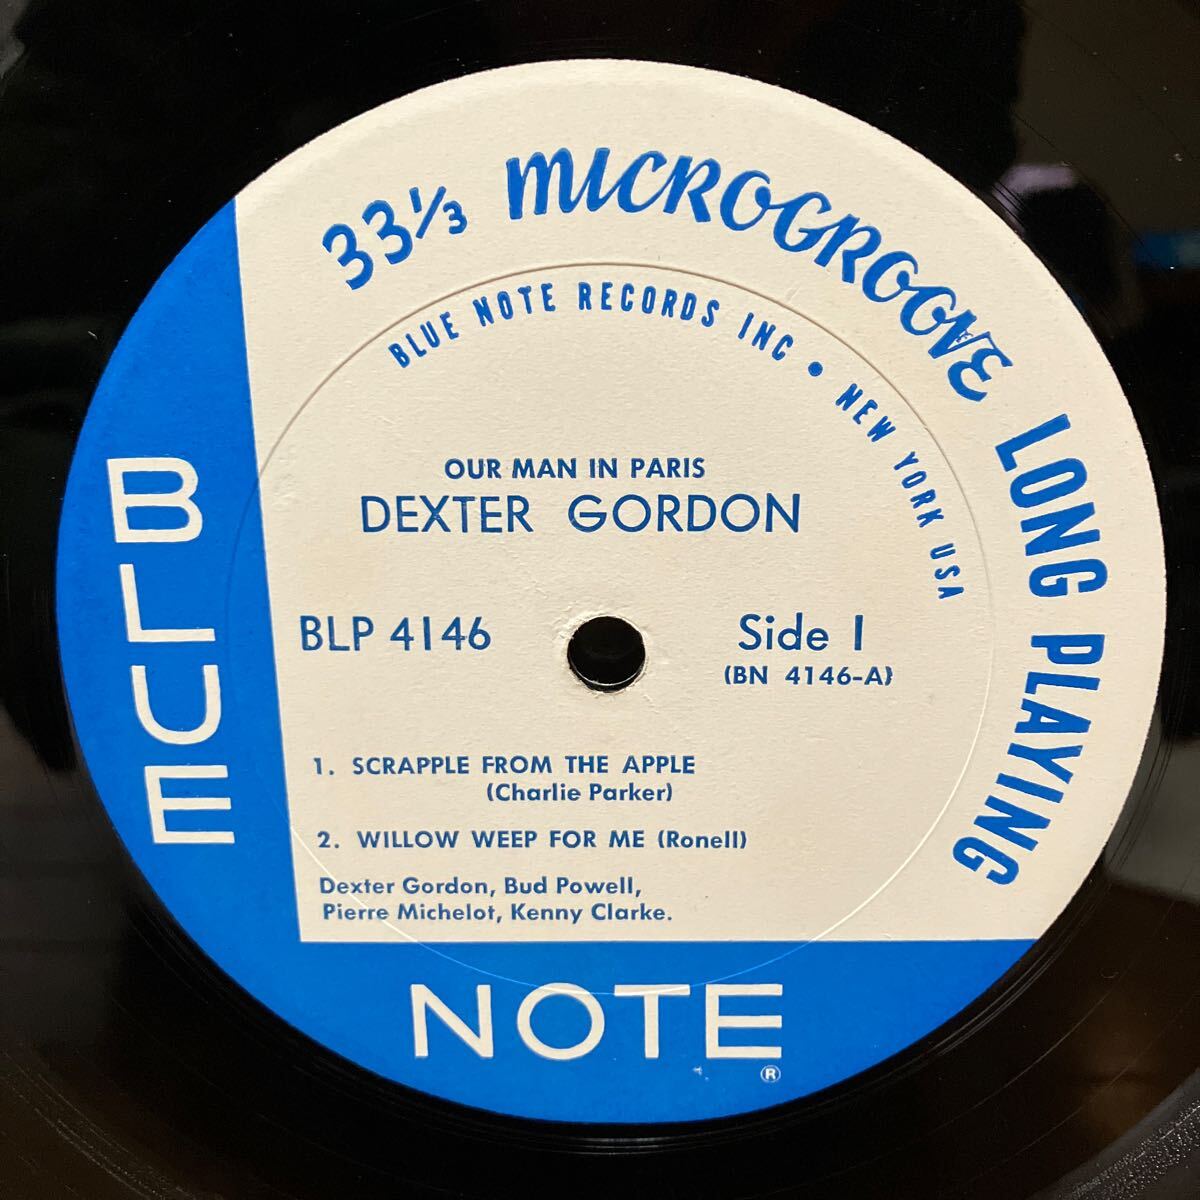 33⅓ MICROGROOVE LONG PLAYING
BLUE NOTE RECORDS INC • NEW YORK USA
OUR MAN IN PARIS
DEXTER GORDON
BLP 4146
Side 1
(BN 4146-A)
1. SCRAPPLE FROM THE APPLE
(Charlie Parker)
2. WILLOW WEEP FOR ME (Ronell)
Dexter Gordon, Bud Powell,
Pierre Michelot, Kenny Clarke.
BLUE
NOTE
®